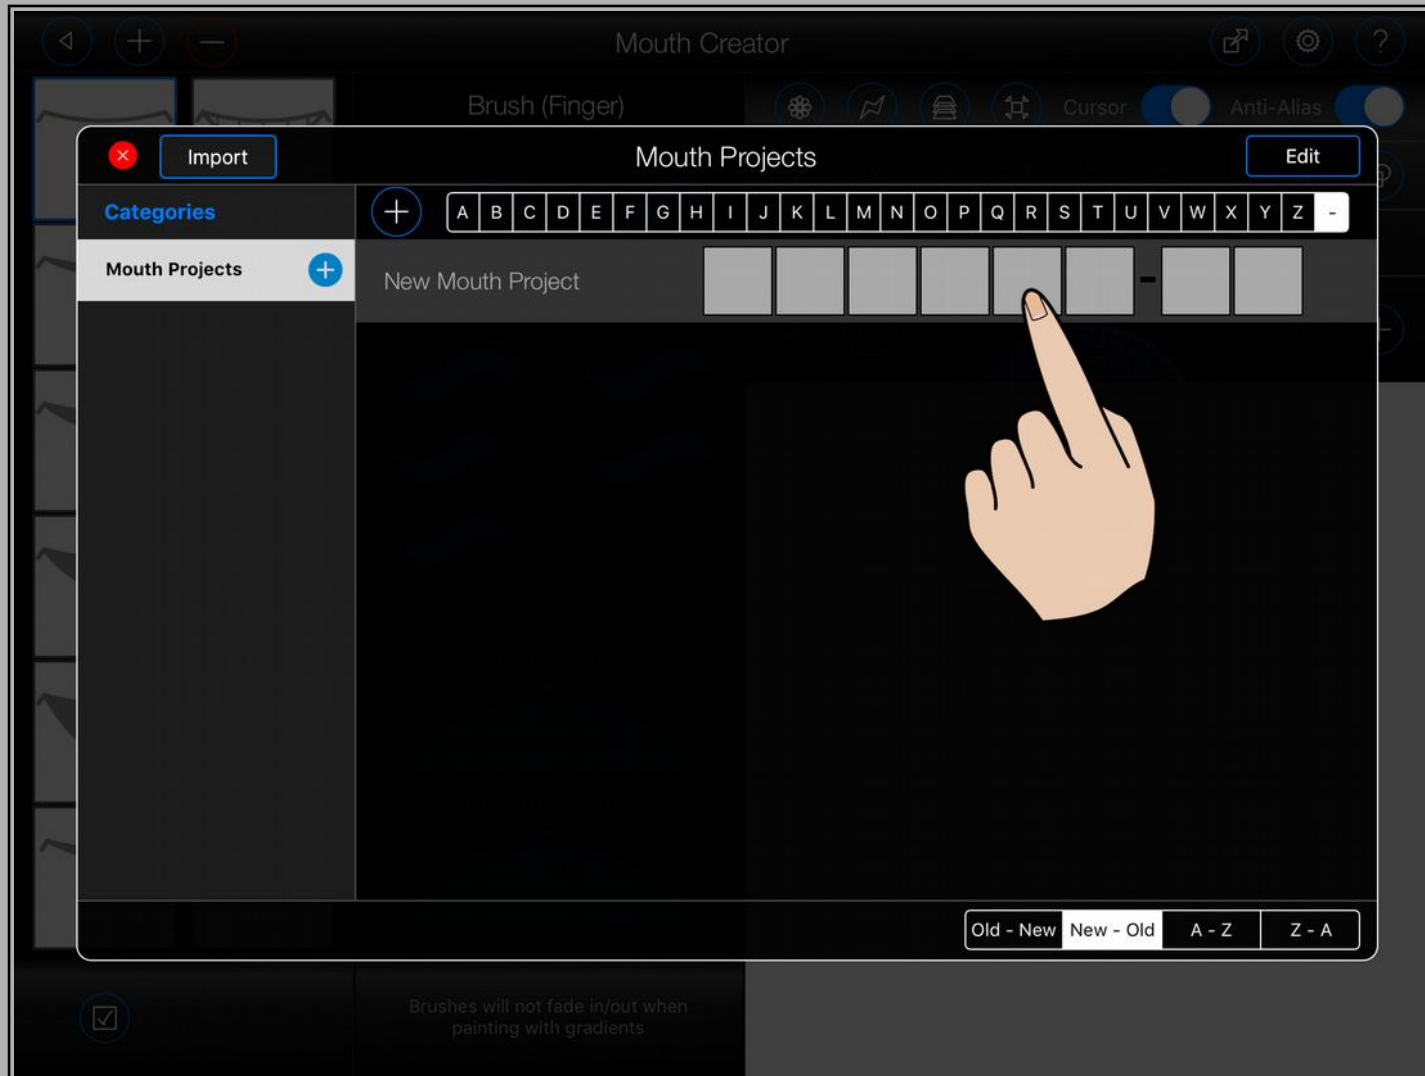 Mouth Creator
Brush (Finger)
Cursor
Anti-Alias
Import
Mouth Projects
Edit
Categories
A B C D E F G H I J K L M N O P Q R S T U V W X Y Z -
Mouth Projects
New Mouth Project
-
Old - New
New - Old
A - Z
Z - A
Brushes will not fade in/out when
painting with gradients